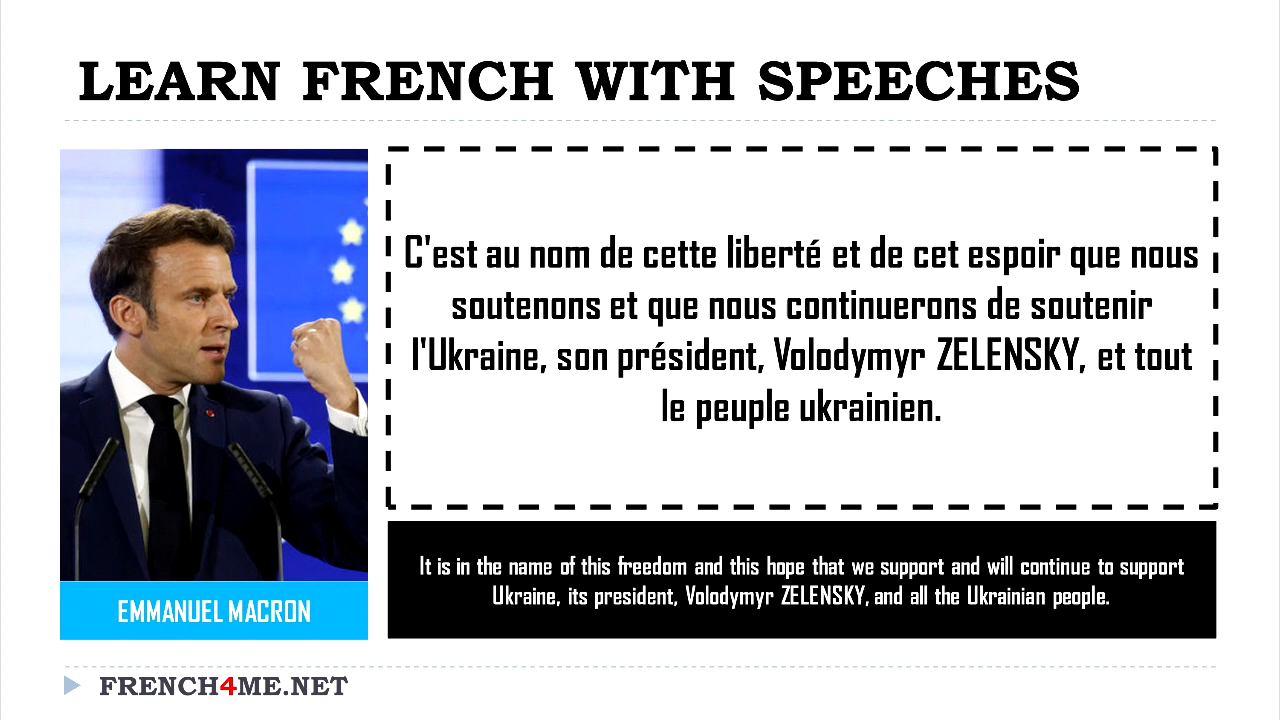 LEARN FRENCH WITH SPEECHES
C'est au nom de cette liberté et de cet espoir que nous
soutenons et que nous continuerons de soutenir
l'Ukraine, son président, Volodymyr ZELENSKY, et tout
le peuple ukrainien.
It is in the name of this freedom and this hope that we support and will continue to support
Ukraine, its president, Volodymyr ZELENSKY, and all the Ukrainian people.
EMMANUEL MACRON
FRENCH4ME.NET